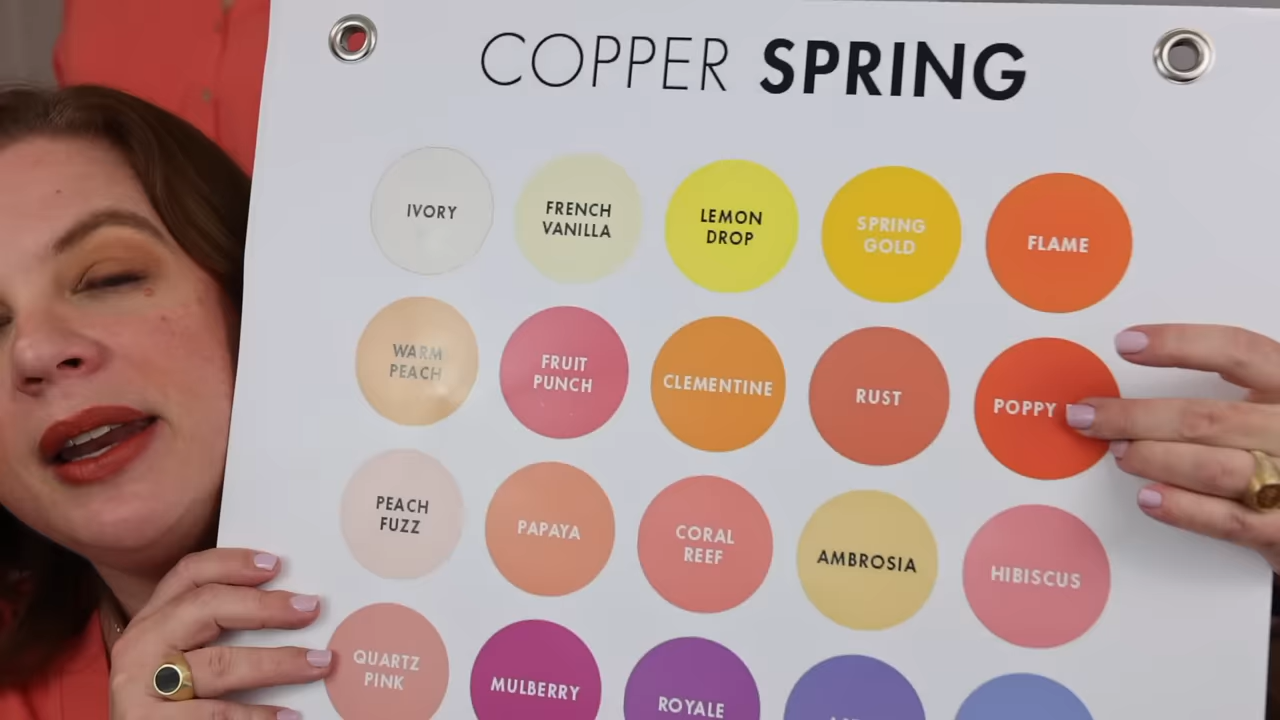 COPPER SPRING
IVORY
FRENCH
VANILLA
LEMON
DROP
SPRING
GOLD
FLAME
WARM
PEACH
FRUIT
PUNCH
CLEMENTINE
RUST
POPPY
PEACH
FUZZ
PAPAYA
CORAL
REEF
AMBROSIA
HIBISCUS
QUARTZ
PINK
MULBERRY
ROYALE